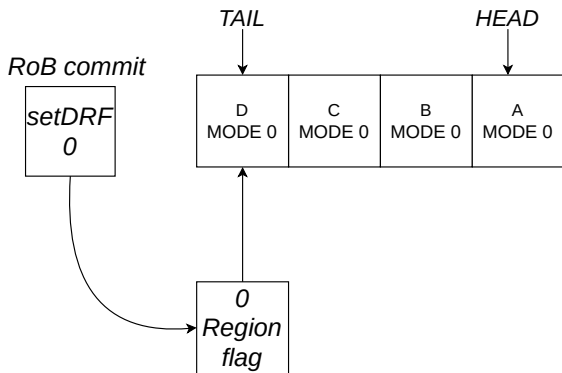 TAIL
HEAD
RoB commit
setDRF
0
D
MODE 0
C
MODE 0
B
MODE 0
A
MODE 0
0
Region
flag